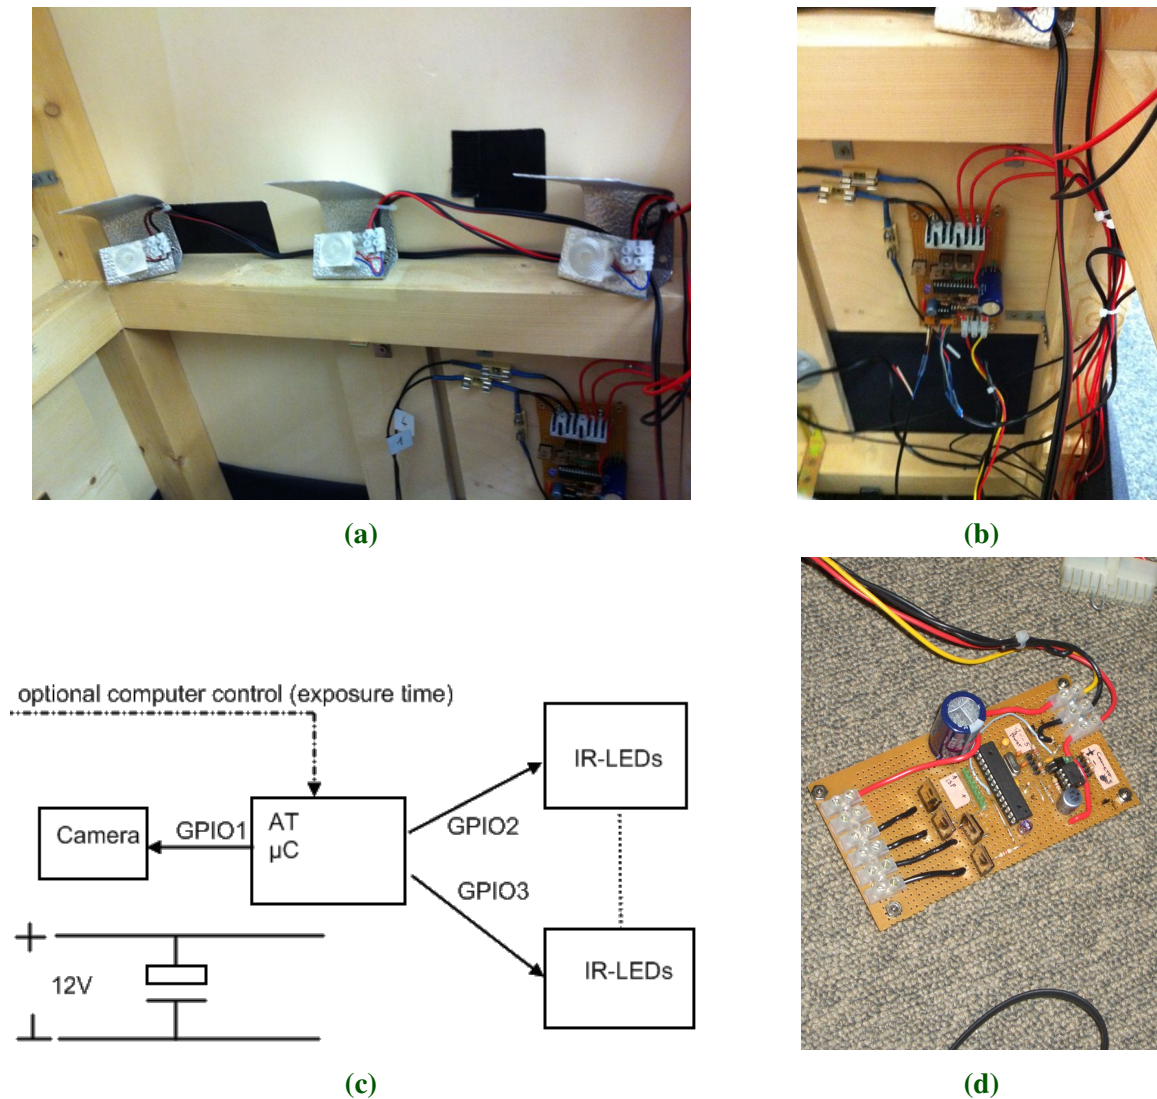 (a)
(b)
optional computer control (exposure time)
IR-LEDs
Camera
GPIO1
AT
µC
GPIO2
GPIO3
12V
IR-LEDs
(c)
(d)